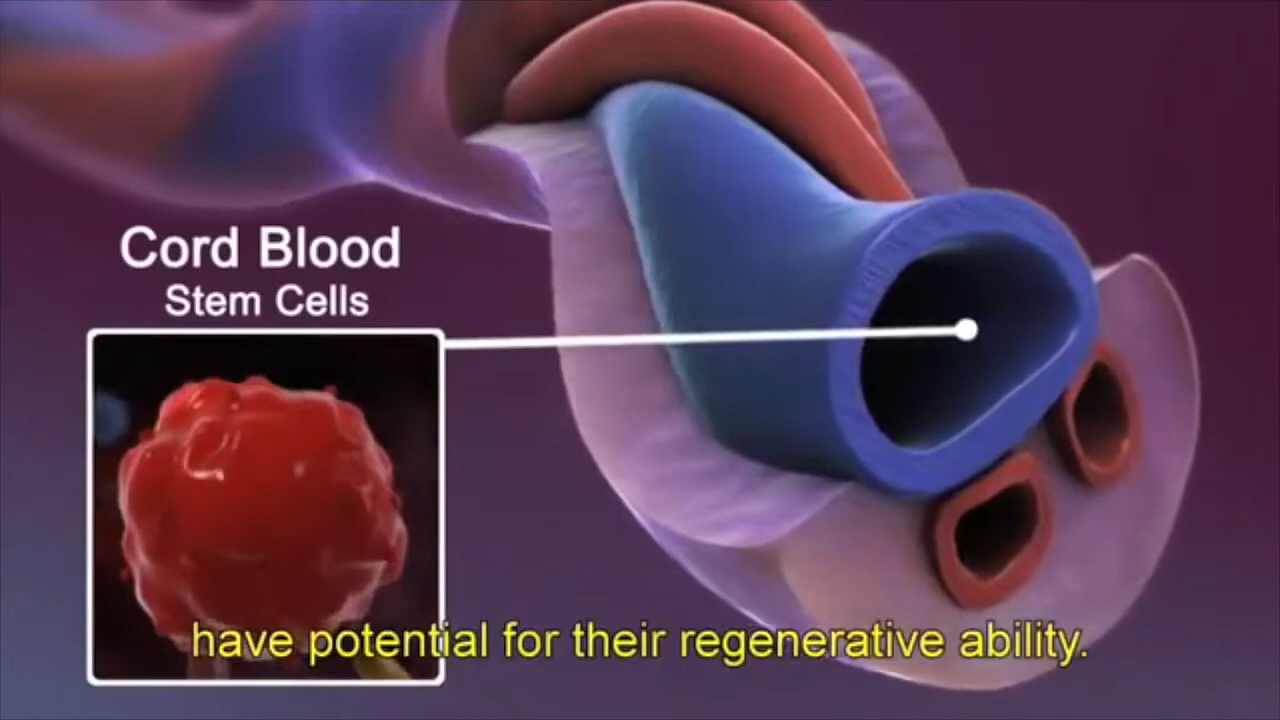 Cord Blood
Stem Cells
have potential for their regenerative ability.